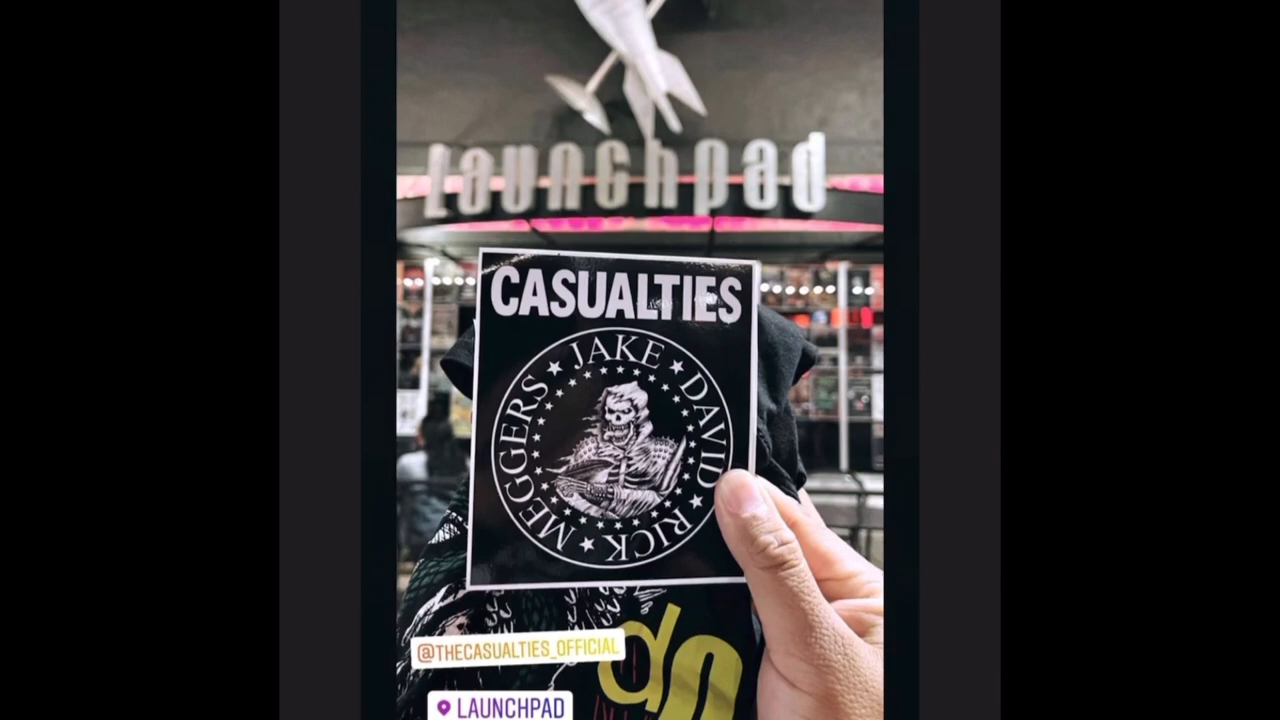 Launchpad
CASUALTIES
MEGGERS ★ JAKE ★ DAVID ★ RICK ★
@THECASUALTIES_OFFICIAL
LAUNCHPAD